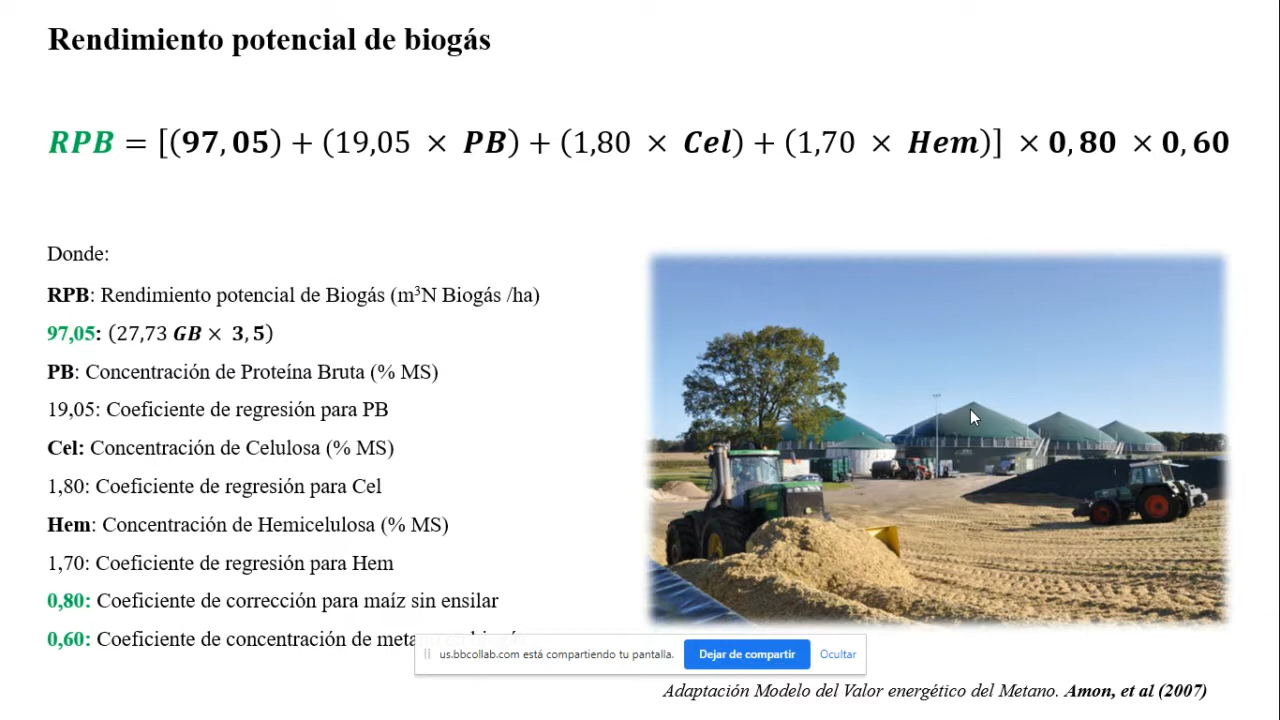 Rendimiento potencial de biogás
RPB = [(97,05) + (19,05 × PB) + (1,80 × Cel) + (1,70 × Hem)] × 0,80 × 0,60
Donde:
RPB: Rendimiento potencial de Biogás (m³N Biogás /ha)
97,05: (27,73 GB × 3,5)
PB: Concentración de Proteína Bruta (% MS)
19,05: Coeficiente de regresión para PB
Cel: Concentración de Celulosa (% MS)
1,80: Coeficiente de regresión para Cel
Hem: Concentración de Hemicelulosa (% MS)
1,70: Coeficiente de regresión para Hem
0,80: Coeficiente de corrección para maíz sin ensilar
0,60: Coeficiente de concentración de
us.bbcollab.com está compartiendo tu pantalla. Dejar de compartir Ocultar
Adaptación Modelo del Valor energético del Metano. Amon, et al (2007)